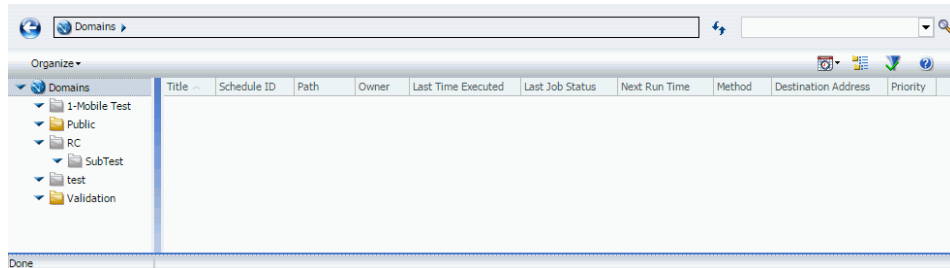 Domains
Organize
Domains
1-Mobile Test
Public
RC
SubTest
test
Validation
Title Schedule ID Path Owner Last Time Executed Last Job Status Next Run Time Method Destination Address Priority
Done